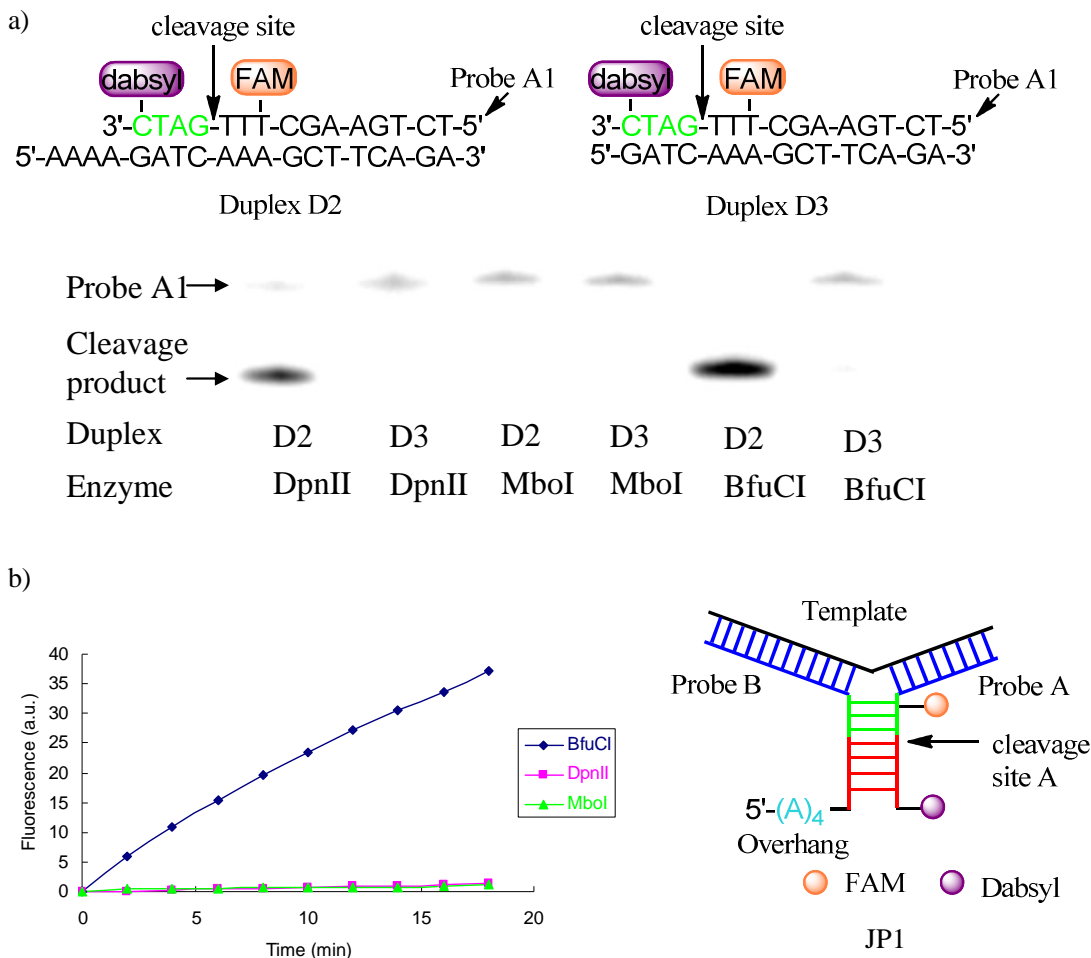 a)
cleavage site
cleavage site
dabsyl
FAM
Probe A1
dabsyl
FAM
Probe A1
3'-CTAG-TTT-CGA-AGT-CT-5'
5'-AAAA-GATC-AAA-GCT-TCA-GA-3'
3'-CTAG-TTT-CGA-AGT-CT-5'
5'-GATC-AAA-GCT-TCA-GA-3'
Duplex D2
Duplex D3
Probe A1
Cleavage
product
Duplex D2 D3 D2 D3 D2 D3
Enzyme DpnII DpnII MboI MboI BfuCI BfuCI
b)
40
35
30
25
20
15
10
5
0
Fluorescence (a.u.)
0 5 10 15 20
Time (min)
BfuCI
DpnII
MboI
Template
Probe B
Probe A
cleavage
site A
5'-(A)4
Overhang
FAM
Dabsyl
JP1